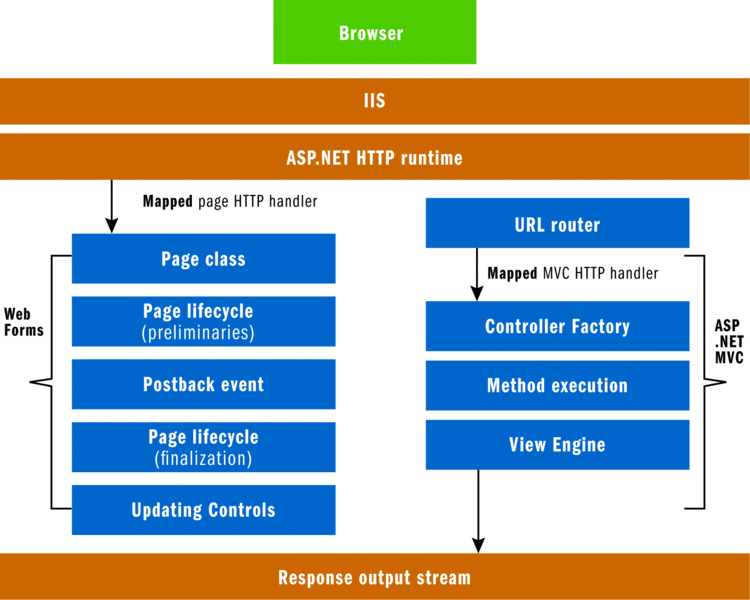 Browser
IIS
ASP.NET HTTP runtime
Mapped page HTTP handler
Web
Forms
Page class
Page lifecycle
(preliminaries)
Postback event
Page lifecycle
(finalization)
Updating Controls
URL router
Mapped MVC HTTP handler
Controller Factory
Method execution
View Engine
ASP
.NET
MVC
Response output stream